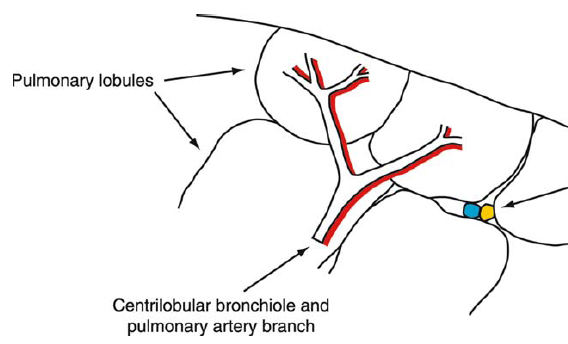 Pulmonary lobules
Centrilobular bronchiole and
pulmonary artery branch